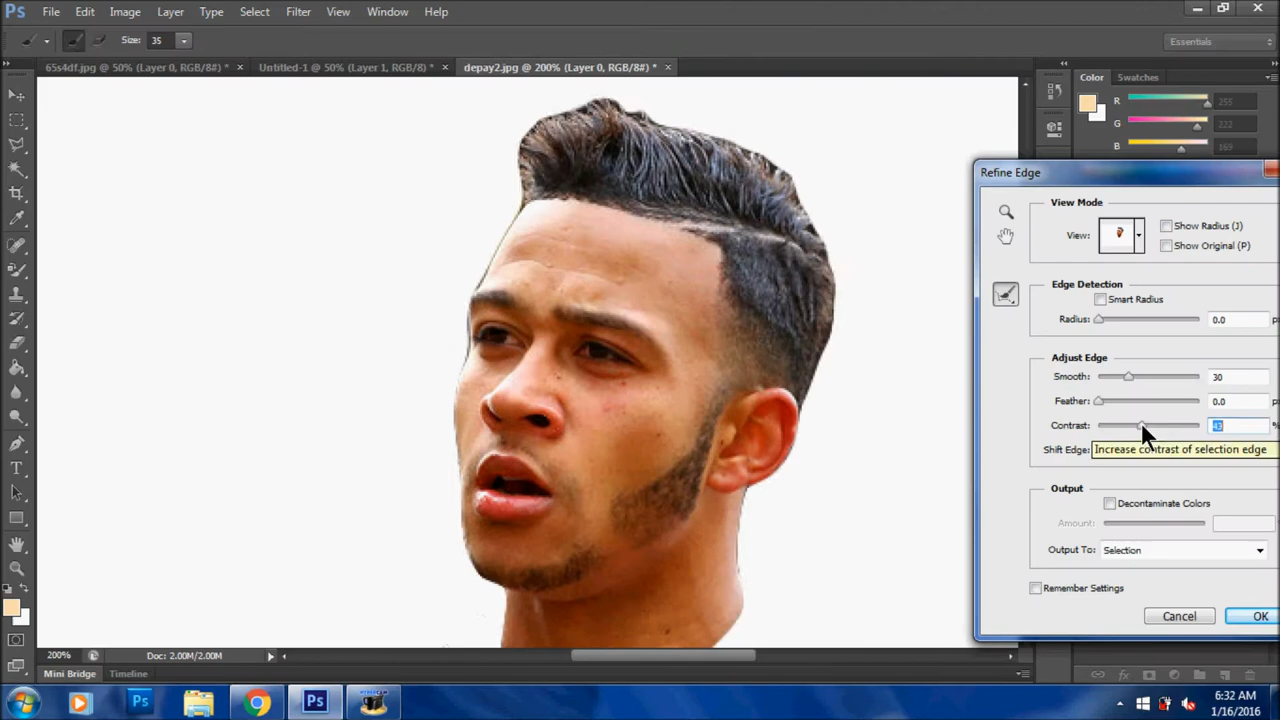 Ps File Edit Image Layer Type Select Filter View Window Help
Size: 35 Essentials
65s4df.jpg @ 50% (Layer 0, RGB/8#) * × Untitled-1 @ 50% (Layer 1, RGB/8) * × depay2.jpg @ 200% (Layer 0, RGB/8#) * ×
Color Swatches
R 255
G 222
B 169
Refine Edge
View Mode
View: Show Radius (J)
Show Original (P)
Edge Detection
Smart Radius
Radius: 0.0
Adjust Edge
Smooth: 30
Feather: 0.0
Contrast: 43 %
Shift Edge: Increase contrast of selection edge
Output
Decontaminate Colors
Amount:
Output To: Selection
Remember Settings
Cancel OK
200% Doc: 2.00M/2.00M
Mini Bridge Timeline
Ps Ps
6:32 AM
1/16/2016